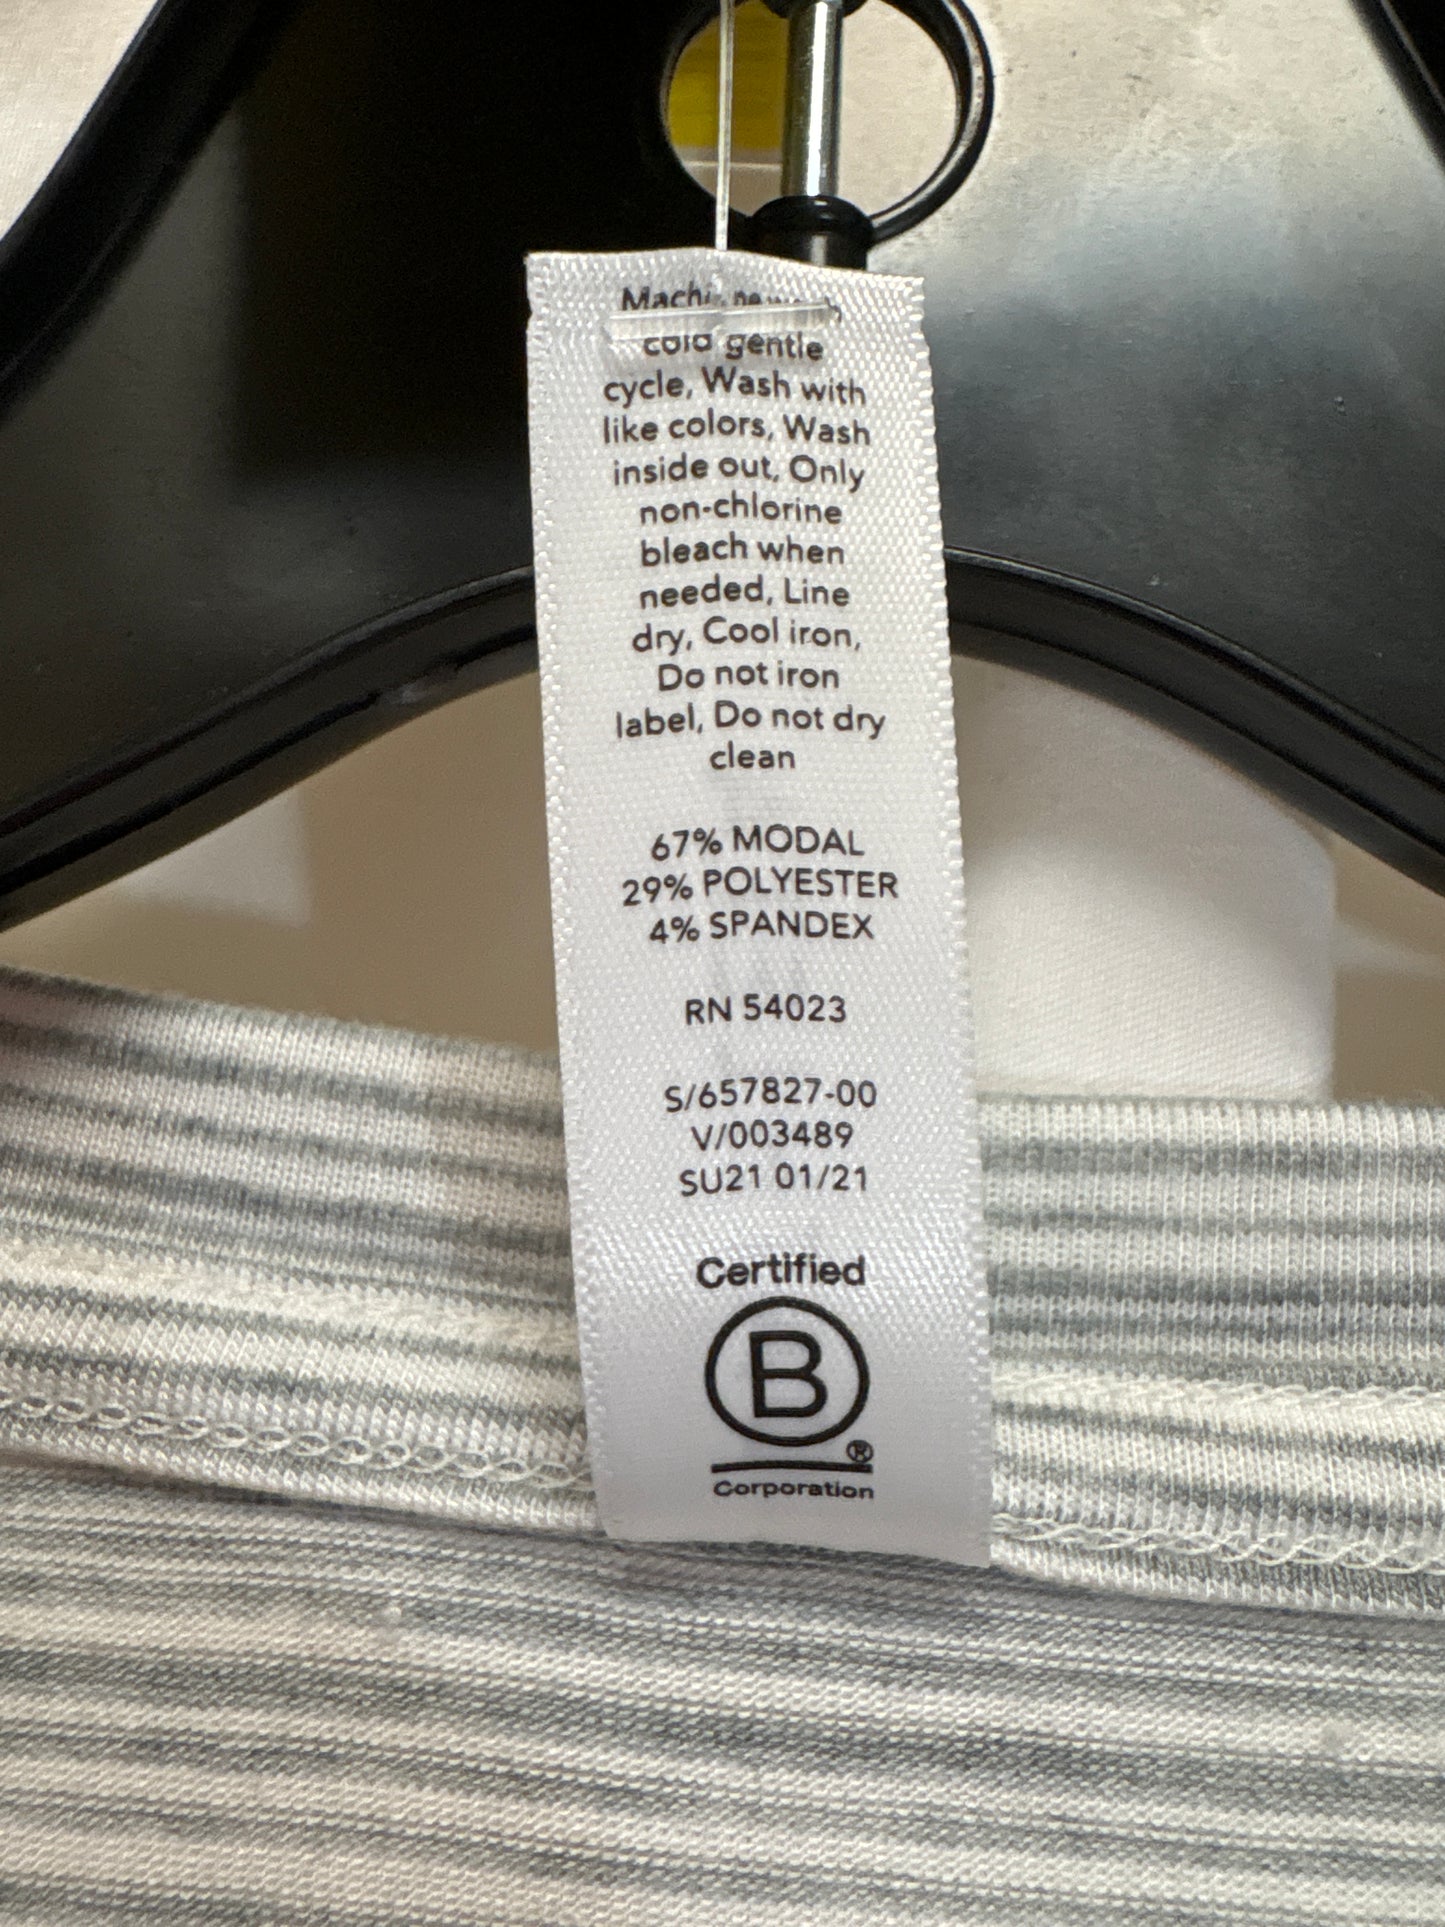 Machine wash
cold gentle
cycle, Wash with
like colors, Wash
inside out, Only
non-chlorine
bleach when
needed, Line
dry, Cool iron,
Do not iron
label, Do not dry
clean
67% MODAL
29% POLYESTER
4% SPANDEX
RN 54023
S/657827-00
V/003489
SU21 01/21
Certified
B
®
Corporation